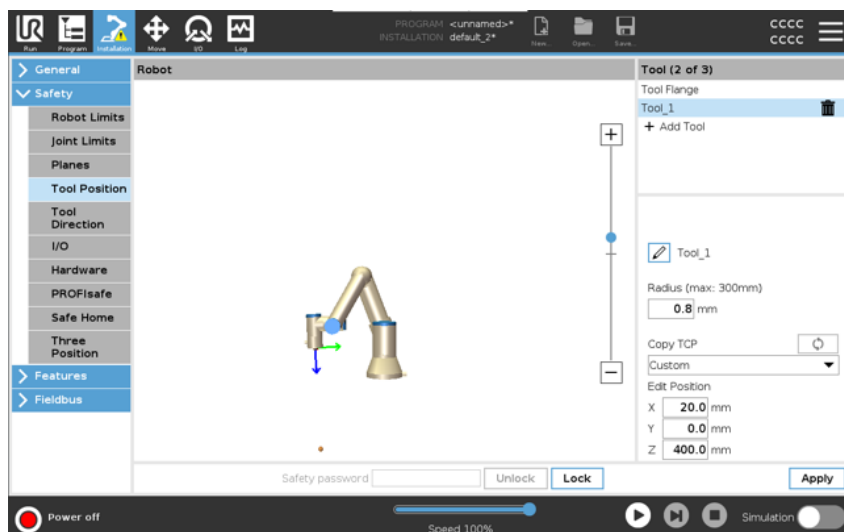 PROGRAM <unnamed>*
INSTALLATION default_2*
UR
Run
Program
Installation
Move
I/O
Log
New...
Open...
Save...
CCCC
CCCC
General
Safety
Robot Limits
Joint Limits
Planes
Tool Position
Tool
Direction
I/O
Hardware
PROFIsafe
Safe Home
Three
Position
Features
Fieldbus
Robot
Tool (2 of 3)
Tool Flange
Tool_1
+ Add Tool
Tool_1
Radius (max: 300mm)
0.8 mm
Copy TCP
Custom
Edit Position
X 20.0 mm
Y 0.0 mm
Z 400.0 mm
Safety password
Unlock
Lock
Apply
Power off
Speed 100%
Simulation